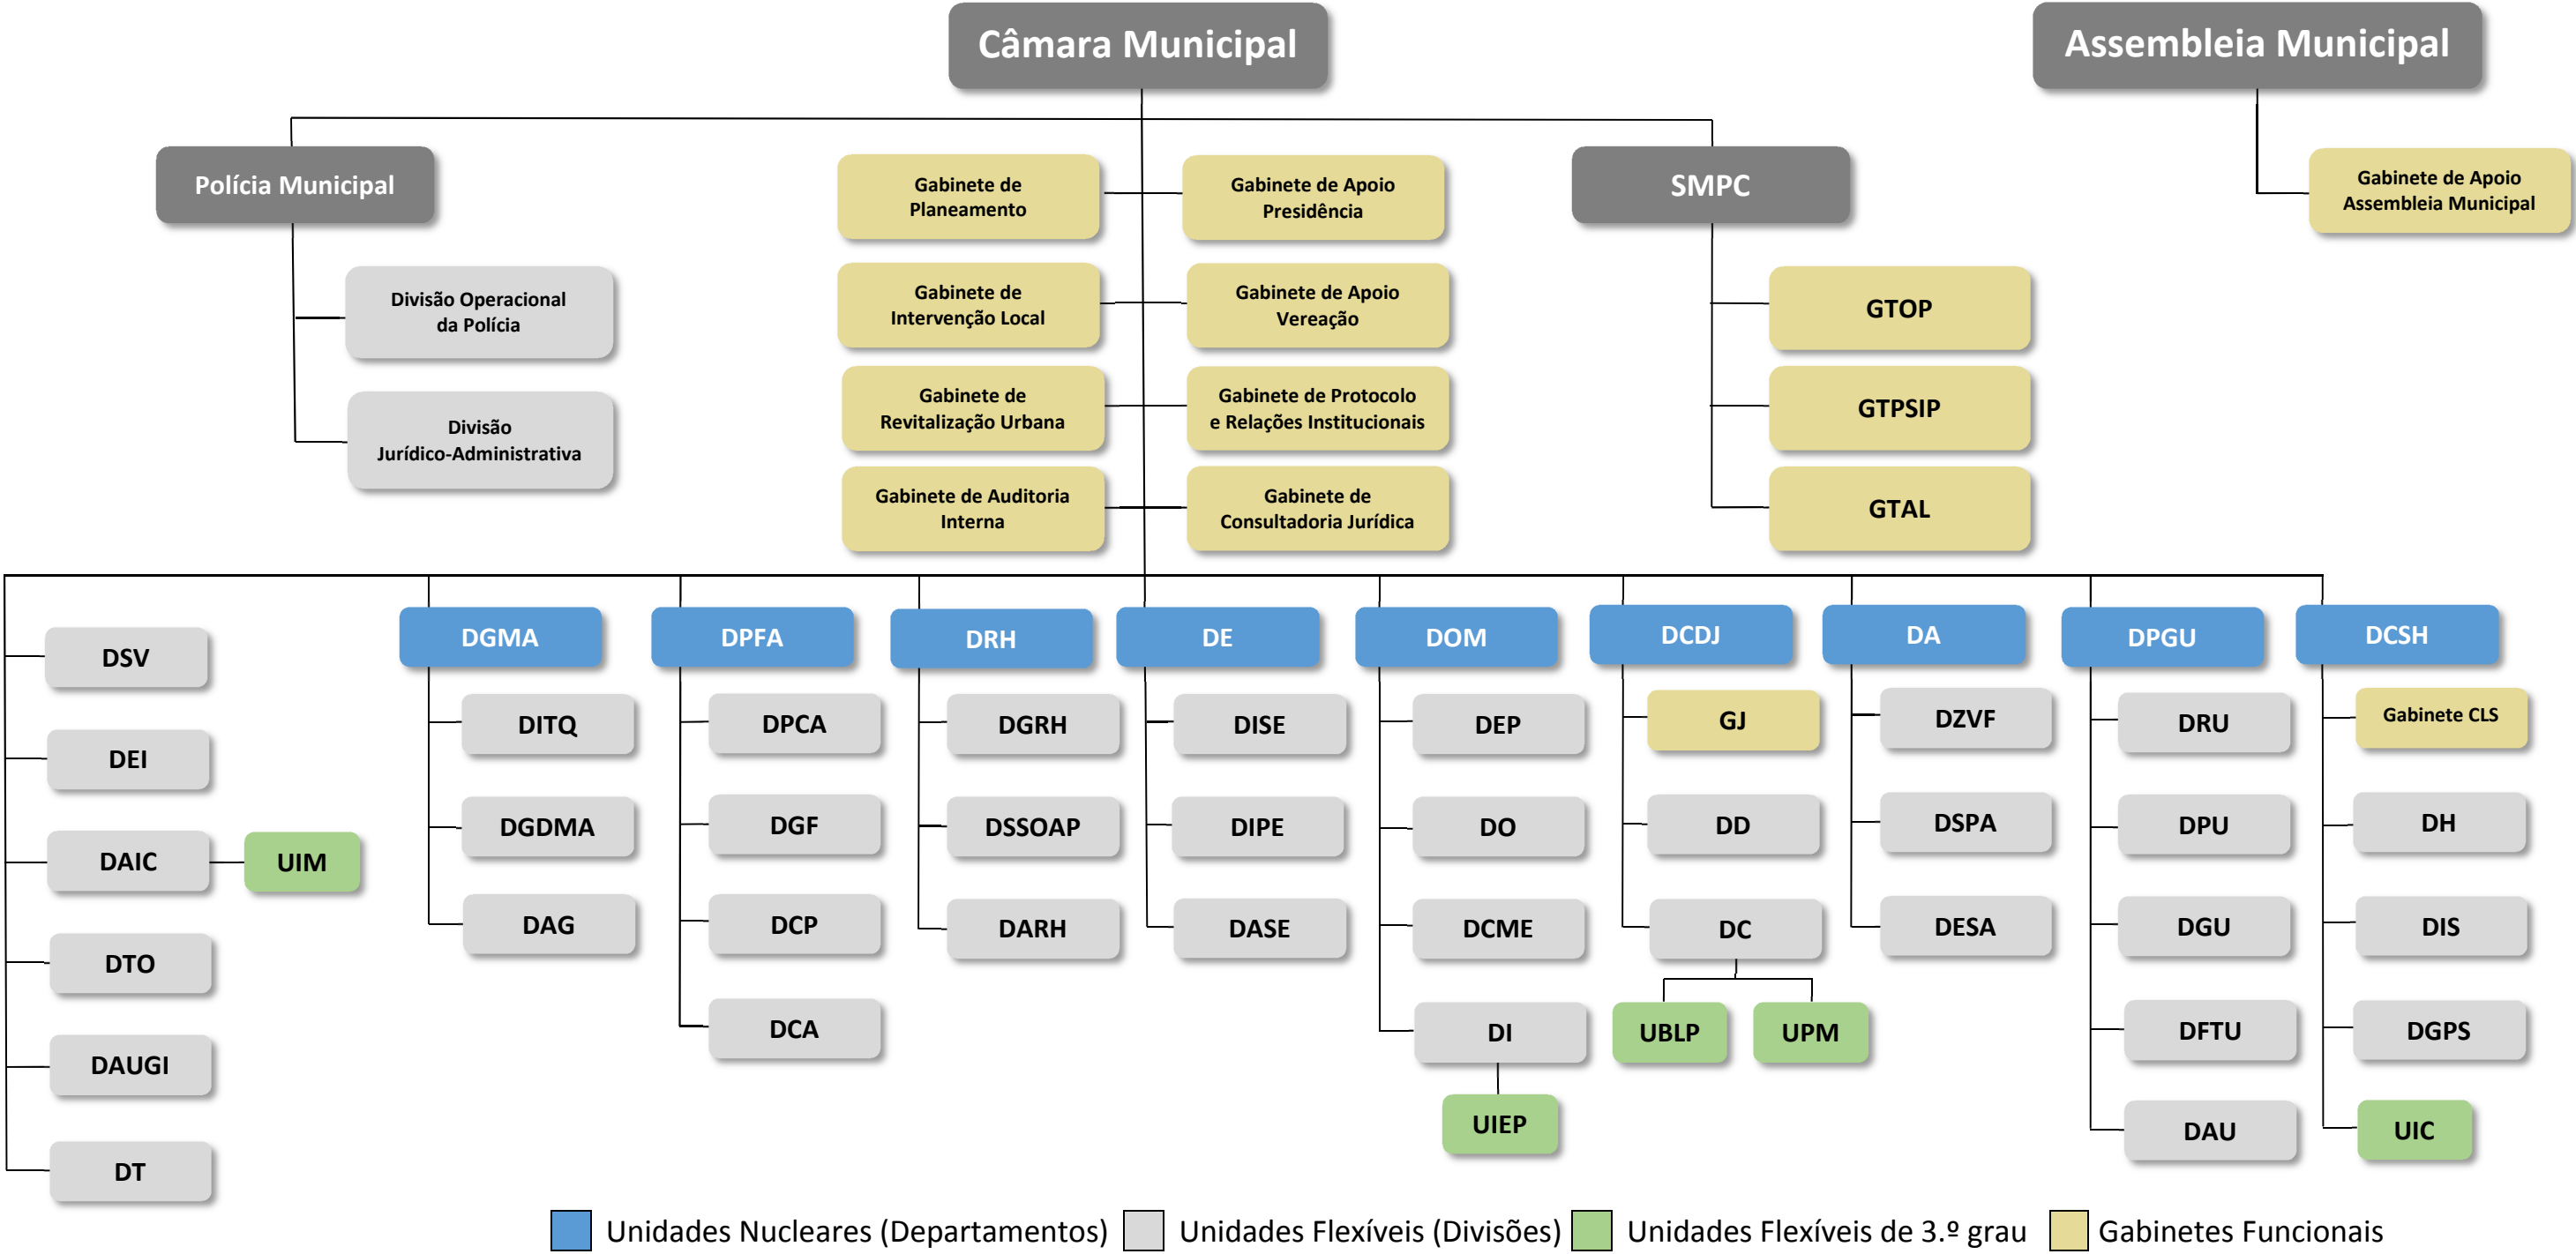 Câmara Municipal
Assembleia Municipal
Polícia Municipal
Gabinete de
Planeamento
Gabinete de Apoio
Presidência
SMPC
Gabinete de Apoio
Assembleia Municipal
Divisão Operacional
da Polícia
Gabinete de
Intervenção Local
Gabinete de Apoio
Vereação
GTOP
Divisão
Jurídico-Administrativa
Gabinete de
Revitalização Urbana
Gabinete de Protocolo
e Relações Institucionais
GTPSIP
Gabinete de Auditoria
Interna
Gabinete de
Consultadoria Jurídica
GTAL
DSV
DEI
DAIC
UIM
DTO
DAUGI
DT
DGMA
DITQ
DGDMA
DAG
DPFA
DPCA
DGF
DCP
DCA
DRH
DGRH
DSSOAP
DARH
DE
DISE
DIPE
DASE
DOM
DEP
DO
DCME
DI
UIEP
DCDJ
GJ
DD
DC
UBLP
UPM
DA
DZVF
DSPA
DESA
DPGU
DRU
DPU
DGU
DFTU
DAU
DCSH
Gabinete CLS
DH
DIS
DGPS
UIC
Unidades Nucleares (Departamentos)
Unidades Flexíveis (Divisões)
Unidades Flexíveis de 3.º grau
Gabinetes Funcionais